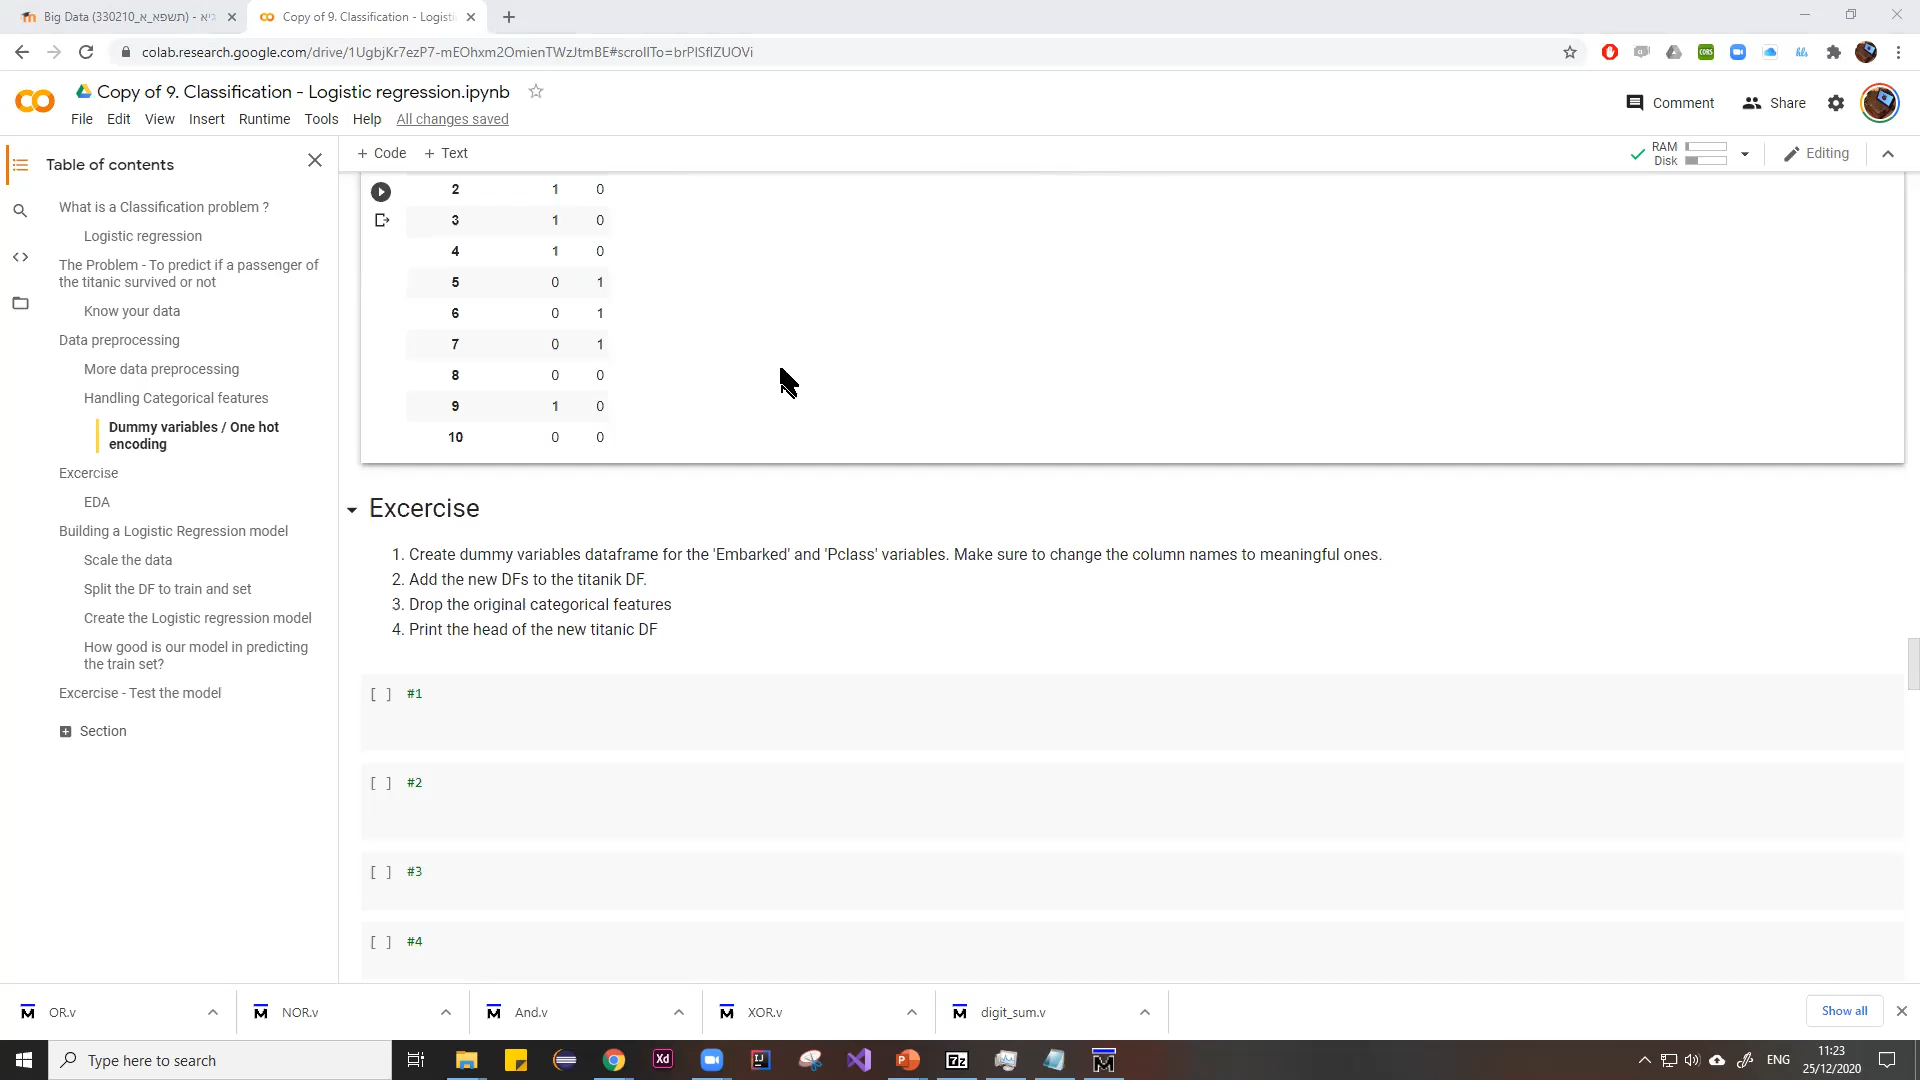 Big Data (330210_תשפא_א) - גיא
Copy of 9. Classification - Logisti
colab.research.google.com/drive/1UgbjKr7ezP7-mEOhxm2OmienTWzJtmBE#scrollTo=brPlSflZUOVi
Copy of 9. Classification - Logistic regression.ipynb
Comment
Share
File Edit View Insert Runtime Tools Help All changes saved
Table of contents
+ Code + Text
RAM
Disk
Editing
What is a Classification problem ?
Logistic regression
The Problem - To predict if a passenger of
the titanic survived or not
Know your data
Data preprocessing
More data preprocessing
Handling Categorical features
Dummy variables / One hot
encoding
Excercise
EDA
Building a Logistic Regression model
Scale the data
Split the DF to train and set
Create the Logistic regression model
How good is our model in predicting
the train set?
Excercise - Test the model
Section
2 1 0
3 1 0
4 1 0
5 0 1
6 0 1
7 0 1
8 0 0
9 1 0
10 0 0
Excercise
1. Create dummy variables dataframe for the 'Embarked' and 'Pclass' variables. Make sure to change the column names to meaningful ones.
2. Add the new DFs to the titanik DF.
3. Drop the original categorical features
4. Print the head of the new titanic DF
[ ] #1
[ ] #2
[ ] #3
[ ] #4
OR.v
NOR.v
And.v
XOR.v
digit_sum.v
Show all
Type here to search
ENG
11:23
25/12/2020